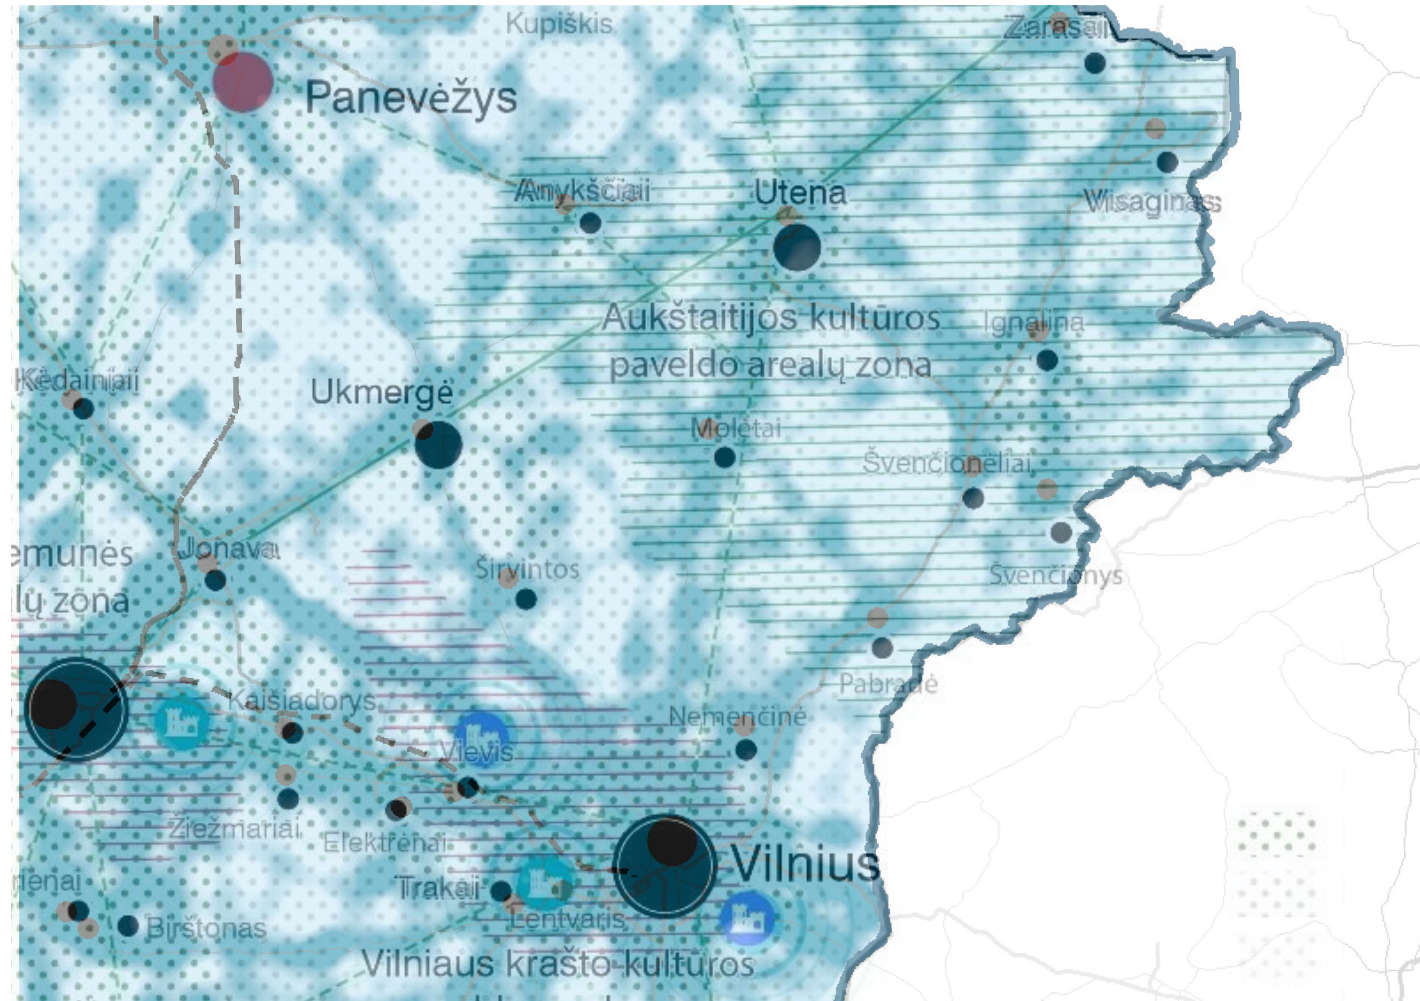 Kupiškis
Zarasai
Panevėžys
Anykščiai
Utena
Visaginas
Aukštaitijos kultūros
paveldo arealų zona
Ignalina
Kėdainiai
Ukmergė
Molėtai
Švenčionėliai
emunės
lų zona
Jonava
Širvintos
Švenčionys
Pabradė
Kaišiadorys
Nemenčinė
Vievis
Žiežmariai
Elektrėnai
Vilnius
rienai
Trakai
Lentvaris
Birštonas
Vilniaus krašto kultūros